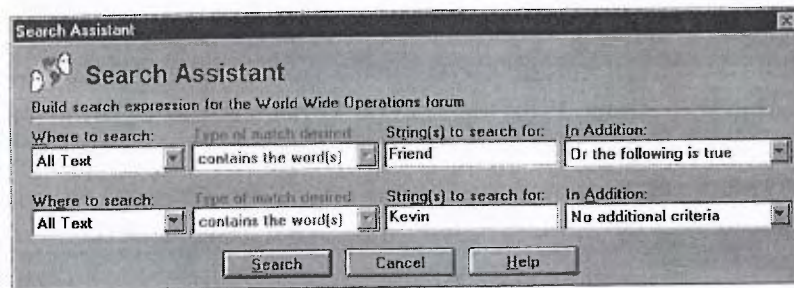 Search Assistant
Search Assistant
Build search expression for the World Wide Operations forum
Where to search: Type of match desired String(s) to search for: In Addition:
All Text contains the word(s) Friend Or the following is true
Where to search: Type of match desired String(s) to search for: In Addition:
All Text contains the word(s) Kevin No additional criteria
Search Cancel Help